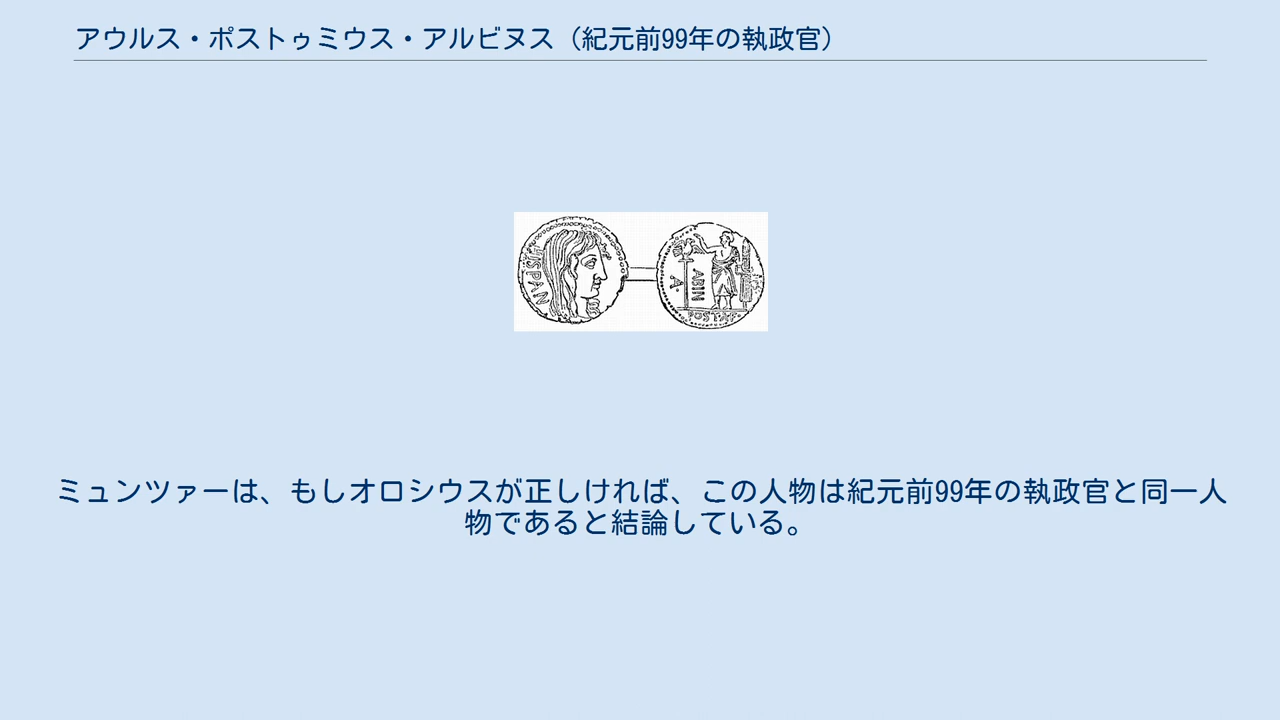 アウルス・ポストゥミウス・アルビヌス（紀元前99年の執政官）
HISPAN
A.
ABIN
POST
ミュンツァーは、もしオロシウスが正しければ、この人物は紀元前99年の執政官と同一人
物であると結論している。